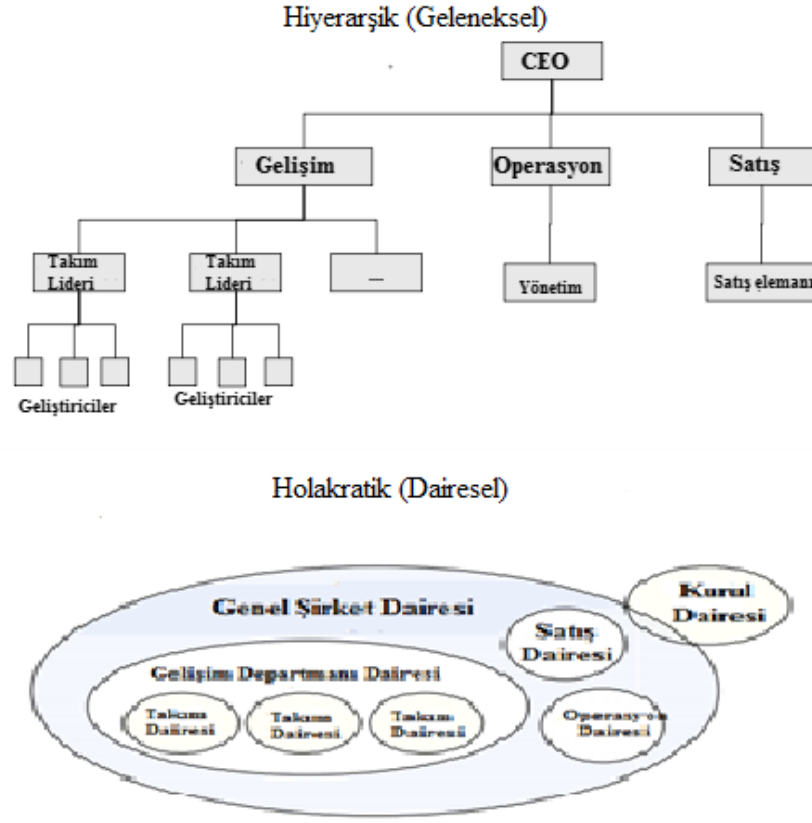 Hiyerarşik (Geleneksel)
CEO
Gelişim
Operasyon
Satış
Takım
Lideri
Takım
Lideri
Yönetim
Satış elemanı
Geliştiriciler
Geliştiriciler
Holakratik (Dairesel)
Genel Şirket Dairesi
Kurul
Dairesi
Satış
Dairesi
Gelişim Departmanı Dairesi
Takım
Dairesi
Takım
Dairesi
Takım
Dairesi
Operasyon
Dairesi